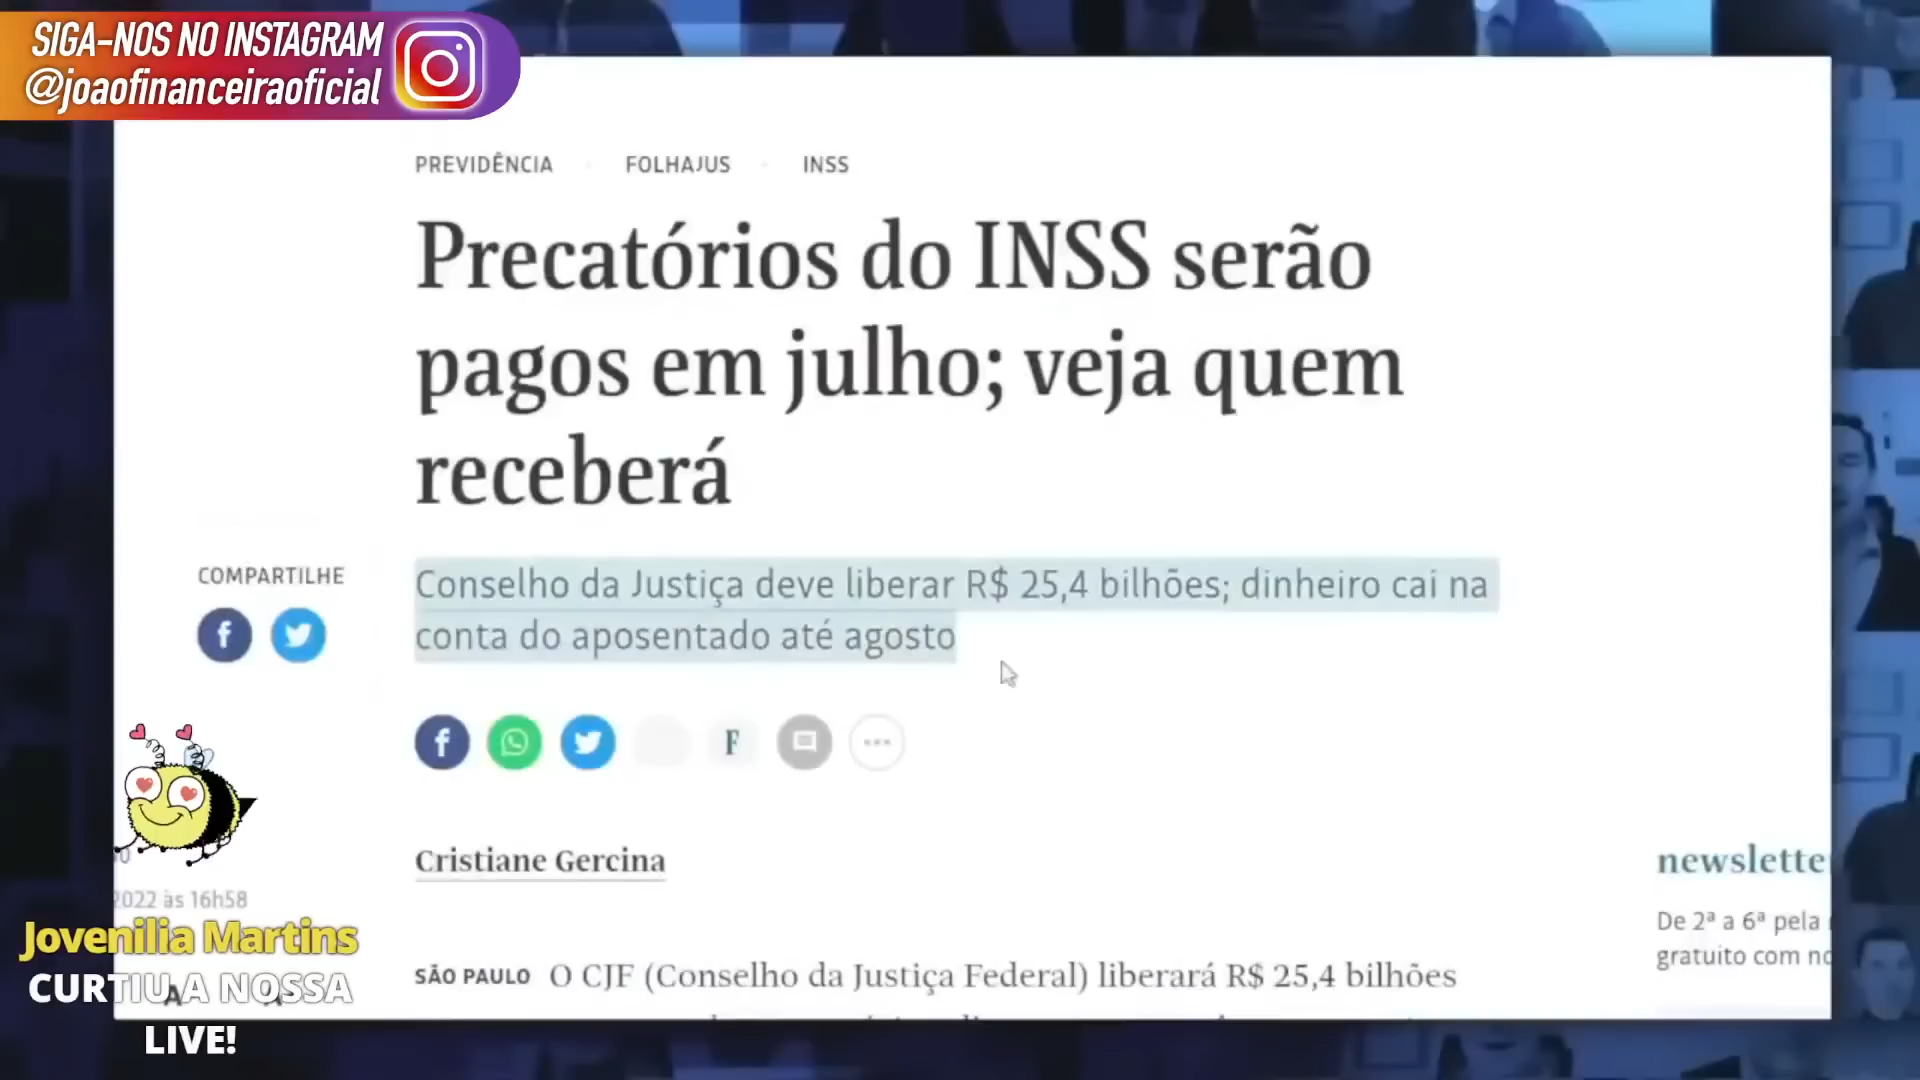 SIGA-NOS NO INSTAGRAM
@joaofinanceiraoficial
PREVIDÊNCIA FOLHAJUS INSS
Precatórios do INSS serão
pagos em julho; veja quem
receberá
COMPARTILHE
Conselho da Justiça deve liberar R$ 25,4 bilhões; dinheiro cai na
conta do aposentado até agosto
F
Cristiane Gercina
2022 às 16h58
newslette
De 2ª a 6ª pela
gratuito com
Jovenilia Martins
CURTIU A NOSSA
LIVE!
SÃO PAULO O CJF (Conselho da Justiça Federal) liberará R$ 25,4 bilhões